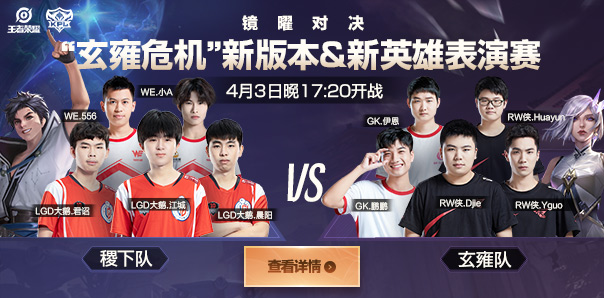 王者荣耀
KPL
镜曜对决
“玄雍危机”新版本&新英雄表演赛
4月3日晚17:20开战
WE.小A
WE.556
LGD大鹅.君诏
LGD大鹅.江城
LGD大鹅.晨阳
VS
GK.伊恩
RW侠.Huayun
GK.鹏鹏
RW侠.Djie
RW侠.Yguo
稷下队
查看详情
玄雍队